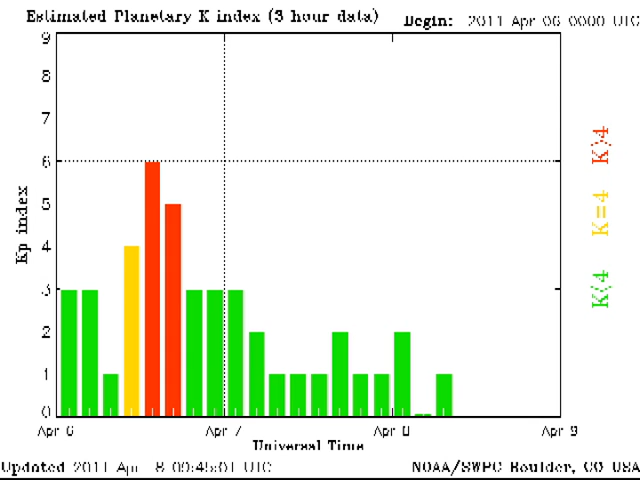 Estimated Planetary K index (3 hour data) Begin: 2011 Apr 06 0000 UTC
9
8
7
6
5
4
3
2
1
0
Kp index
K>4
K=4
K<4
Apr 6 Apr 7 Apr 8 Apr 9
Universal Time
Updated 2011 Apr 8 09:45:01 UTC NOAA/SWPC Boulder, CO USA